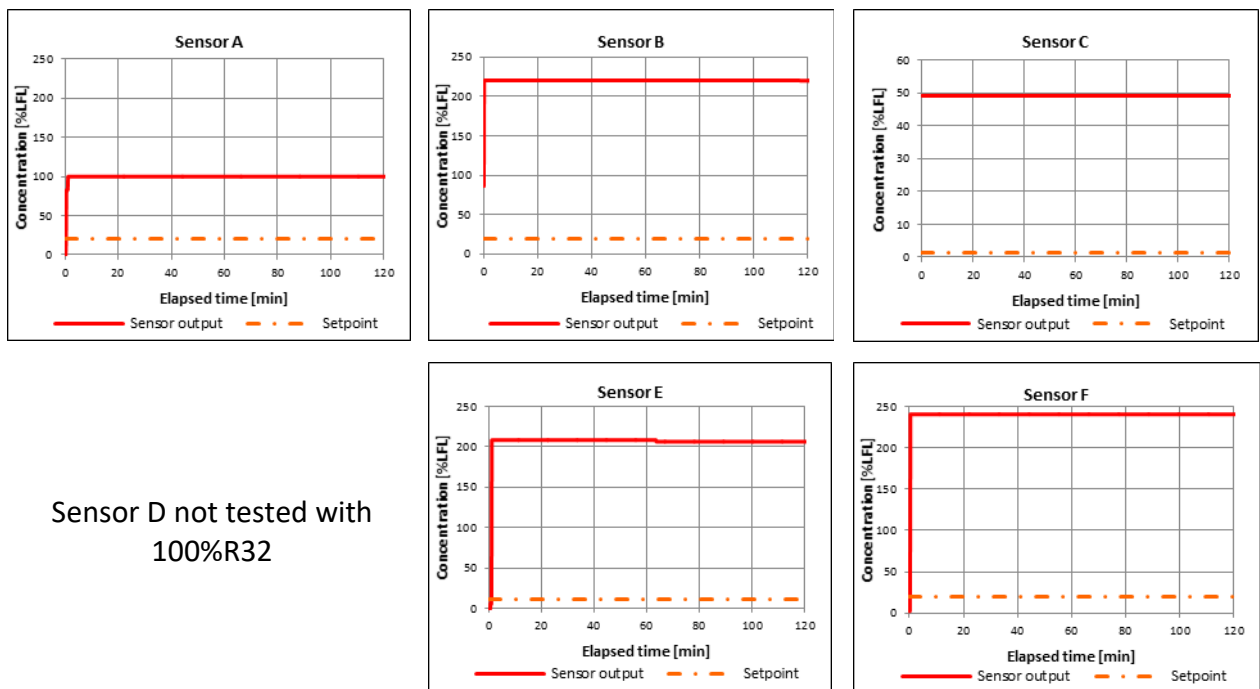 Sensor A
Concentration [%LFL]
250
200
150
100
50
0
0 20 40 60 80 100 120
Elapsed time [min]
Sensor output Setpoint
Sensor B
Concentration [%LFL]
250
200
150
100
50
0
0 20 40 60 80 100 120
Elapsed time [min]
Sensor output Setpoint
Sensor C
Concentration [%LFL]
60
50
40
30
20
10
0
0 20 40 60 80 100 120
Elapsed time [min]
Sensor output Setpoint
Sensor D not tested with
100%R32
Sensor E
Concentration [%LFL]
250
200
150
100
50
0
0 20 40 60 80 100 120
Elapsed time [min]
Sensor output Setpoint
Sensor F
Concentration [%LFL]
250
200
150
100
50
0
0 20 40 60 80 100 120
Elapsed time [min]
Sensor output Setpoint